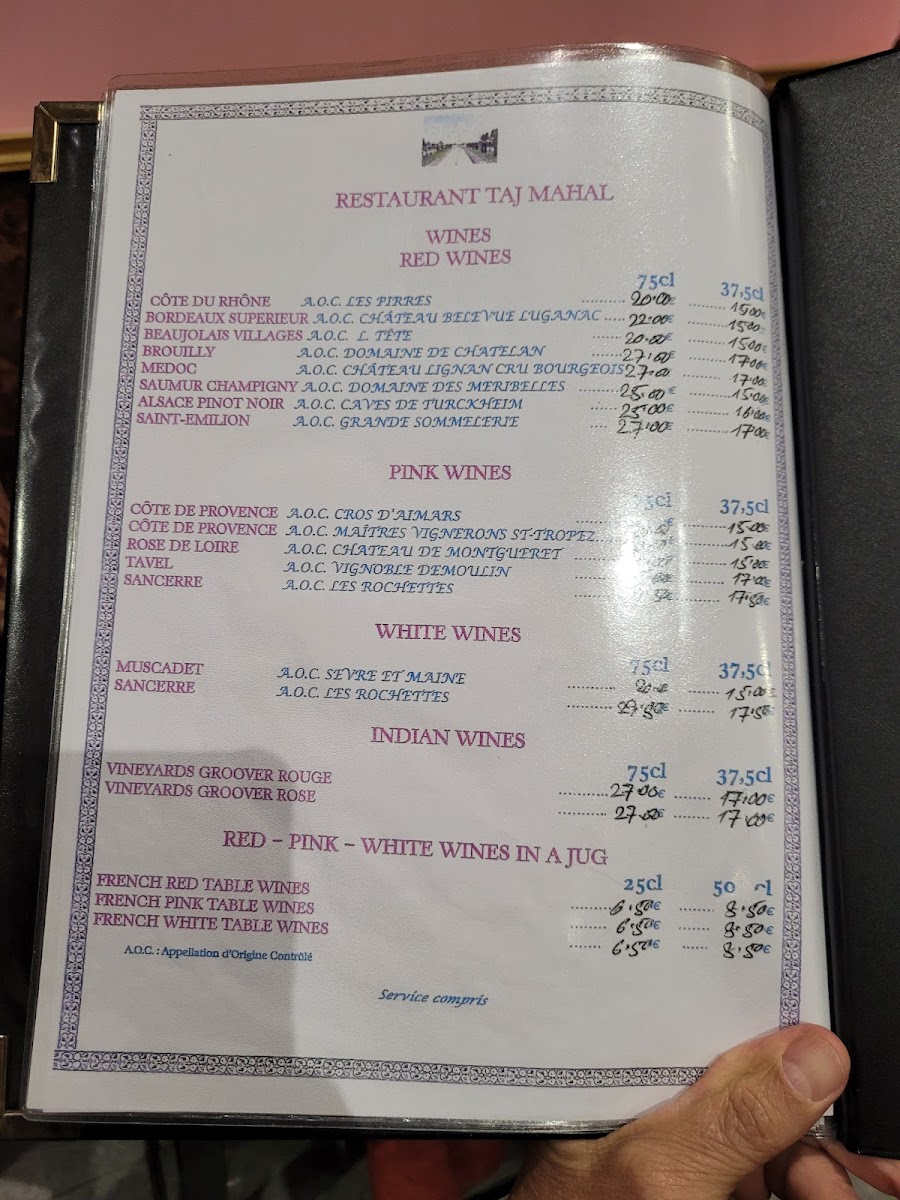 RESTAURANT TAJ MAHAL
WINES
RED WINES
75cl 37,5cl
CÔTE DU RHÔNE A.O.C. LES PIRRES 20.00€ 15.00€
BORDEAUX SUPERIEUR A.O.C. CHÂTEAU BELEVUE LUGANAC 22.00€ 15.00€
BEAUJOLAIS VILLAGES A.O.C. L. TÊTE 20.00€ 15.00€
BROUILLY A.O.C. DOMAINE DE CHATELAN 27.00€ 17.00€
MEDOC A.O.C. CHÂTEAU LIGNAN CRU BOURGEOIS 27.00 17.00€
SAUMUR CHAMPIGNY A.O.C. DOMAINE DES MERIBELLES 25.00€ 15.00€
ALSACE PINOT NOIR A.O.C. CAVES DE TURCKHEIM 25.00€ 16.00€
SAINT-EMILION A.O.C. GRANDE SOMMELERIE 27.00€ 17.00€
PINK WINES
75cl 37,5cl
CÔTE DE PROVENCE A.O.C. CROS D'AIMARS 15.00€
CÔTE DE PROVENCE A.O.C. MAÎTRES VIGNERONS ST-TROPEZ 15.00€
ROSE DE LOIRE A.O.C. CHATEAU DE MONTGUERET 15.00€
TAVEL A.O.C. VIGNOBLE DEMOULIN 17.00€
SANCERRE A.O.C. LES ROCHETTES 17.50€
WHITE WINES
75cl 37,5cl
MUSCADET A.O.C. SEVRE ET MAINE 15.00€
SANCERRE A.O.C. LES ROCHETTES 27.50€ 17.50€
INDIAN WINES
75cl 37,5cl
VINEYARDS GROOVER ROUGE 27.00€ 17.00€
VINEYARDS GROOVER ROSE 27.00€ 17.00€
RED – PINK – WHITE WINES IN A JUG
25cl 50 cl
FRENCH RED TABLE WINES 6.50€ 8.50€
FRENCH PINK TABLE WINES 6.50€ 8.50€
FRENCH WHITE TABLE WINES 6.50€ 8.50€
A.O.C. : Appellation d'Origine Contrôlé
Service compris